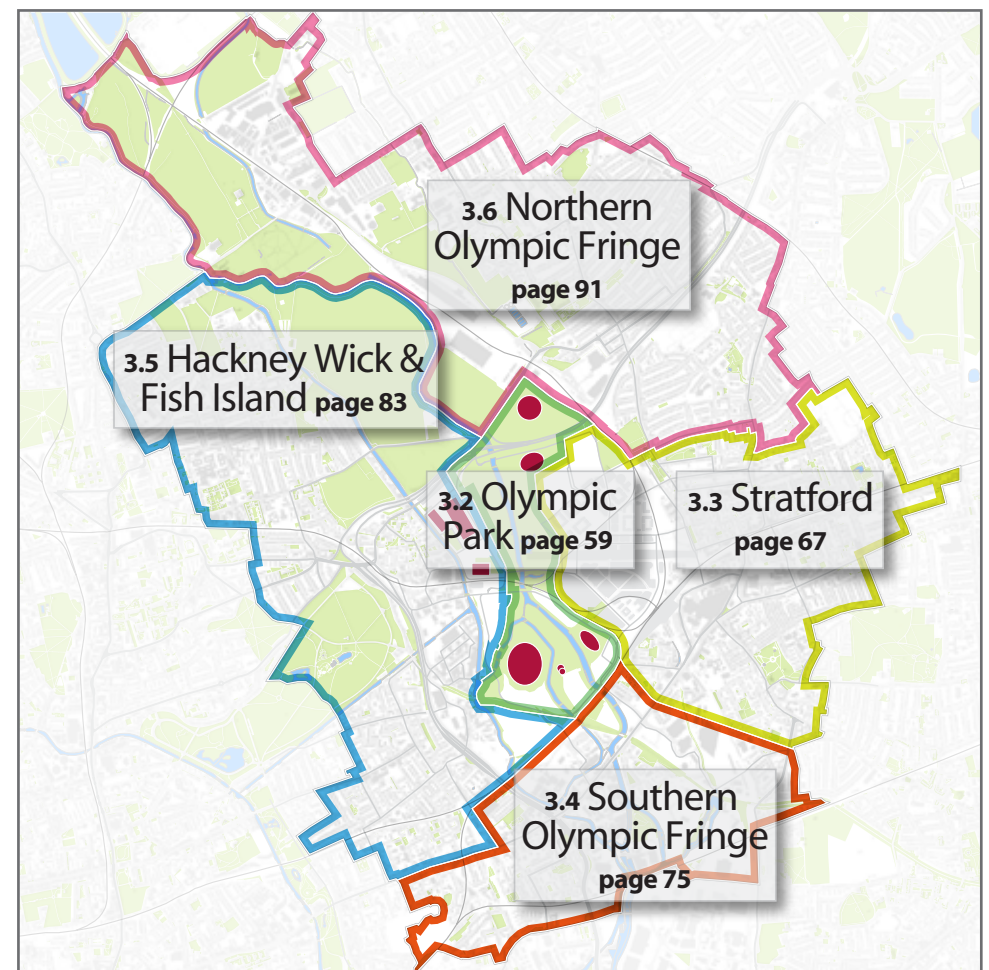 3.6 Northern
Olympic Fringe
page 91
3.5 Hackney Wick &
Fish Island page 83
3.2 Olympic
Park page 59
3.3 Stratford
page 67
3.4 Southern
Olympic Fringe
page 75